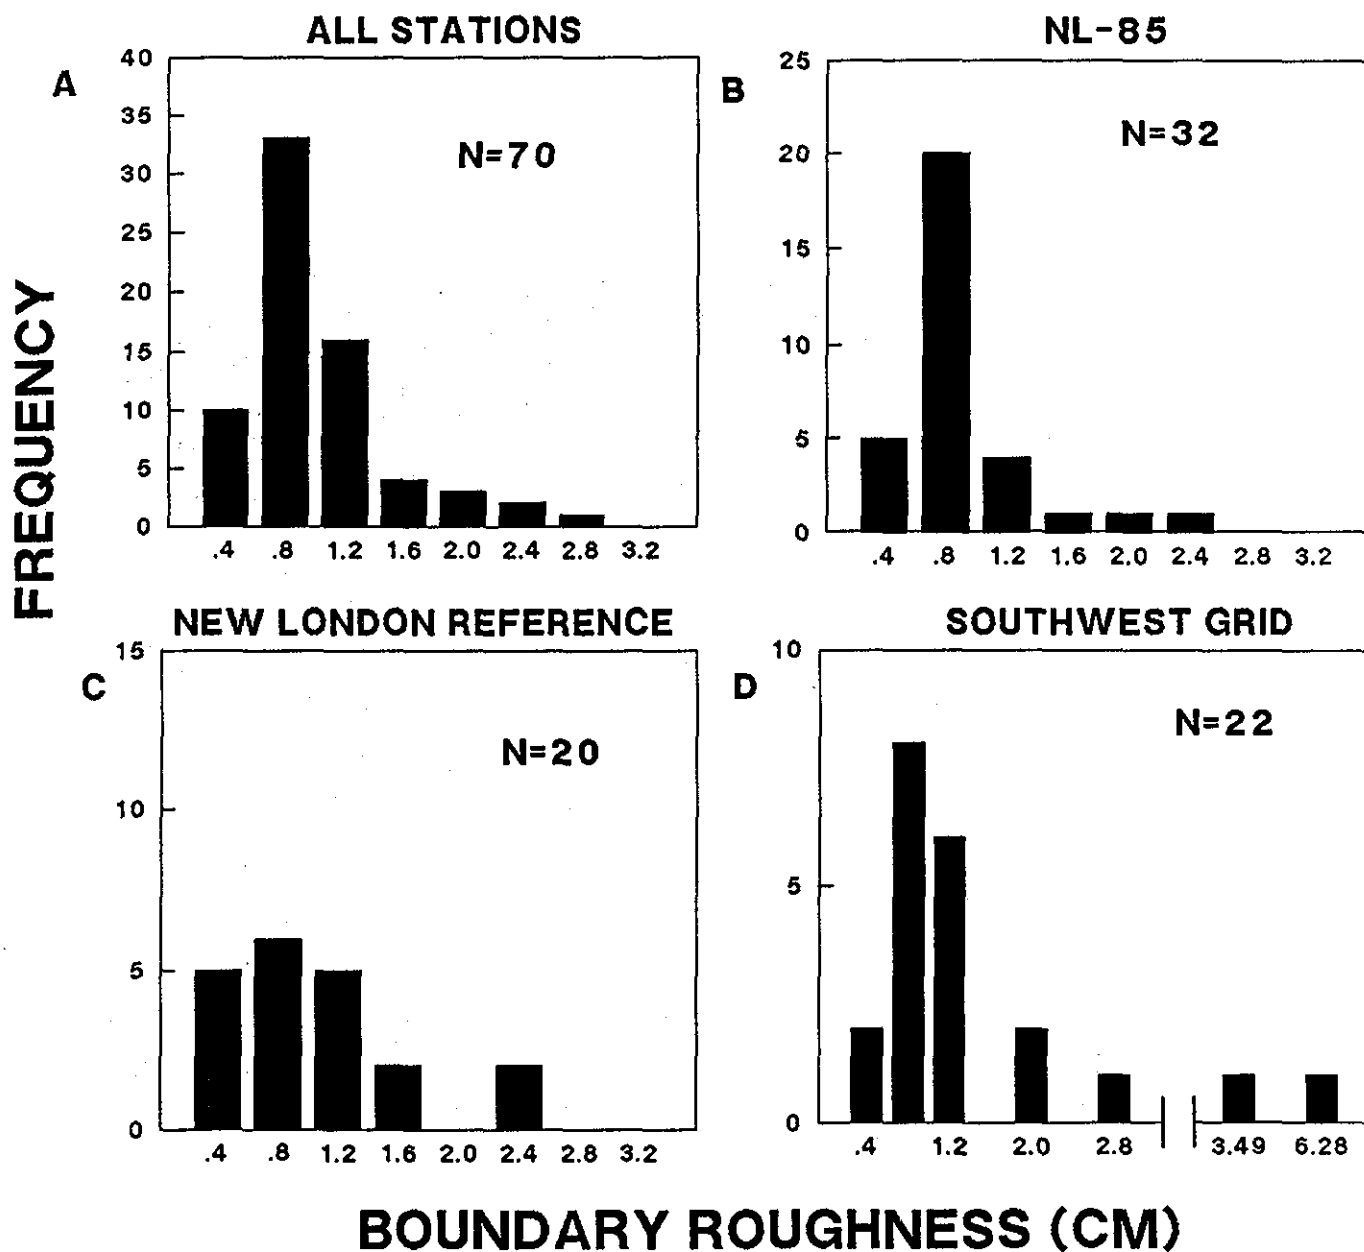 ALL STATIONS
A
N=70
40
35
30
25
20
15
10
5
0
.4 .8 1.2 1.6 2.0 2.4 2.8 3.2
NL-85
B
N=32
25
20
15
10
5
0
.4 .8 1.2 1.6 2.0 2.4 2.8 3.2
FREQUENCY
NEW LONDON REFERENCE
C
N=20
15
10
5
0
.4 .8 1.2 1.6 2.0 2.4 2.8 3.2
SOUTHWEST GRID
D
N=22
10
5
0
.4 1.2 2.0 2.8 3.49 6.28
BOUNDARY ROUGHNESS (CM)